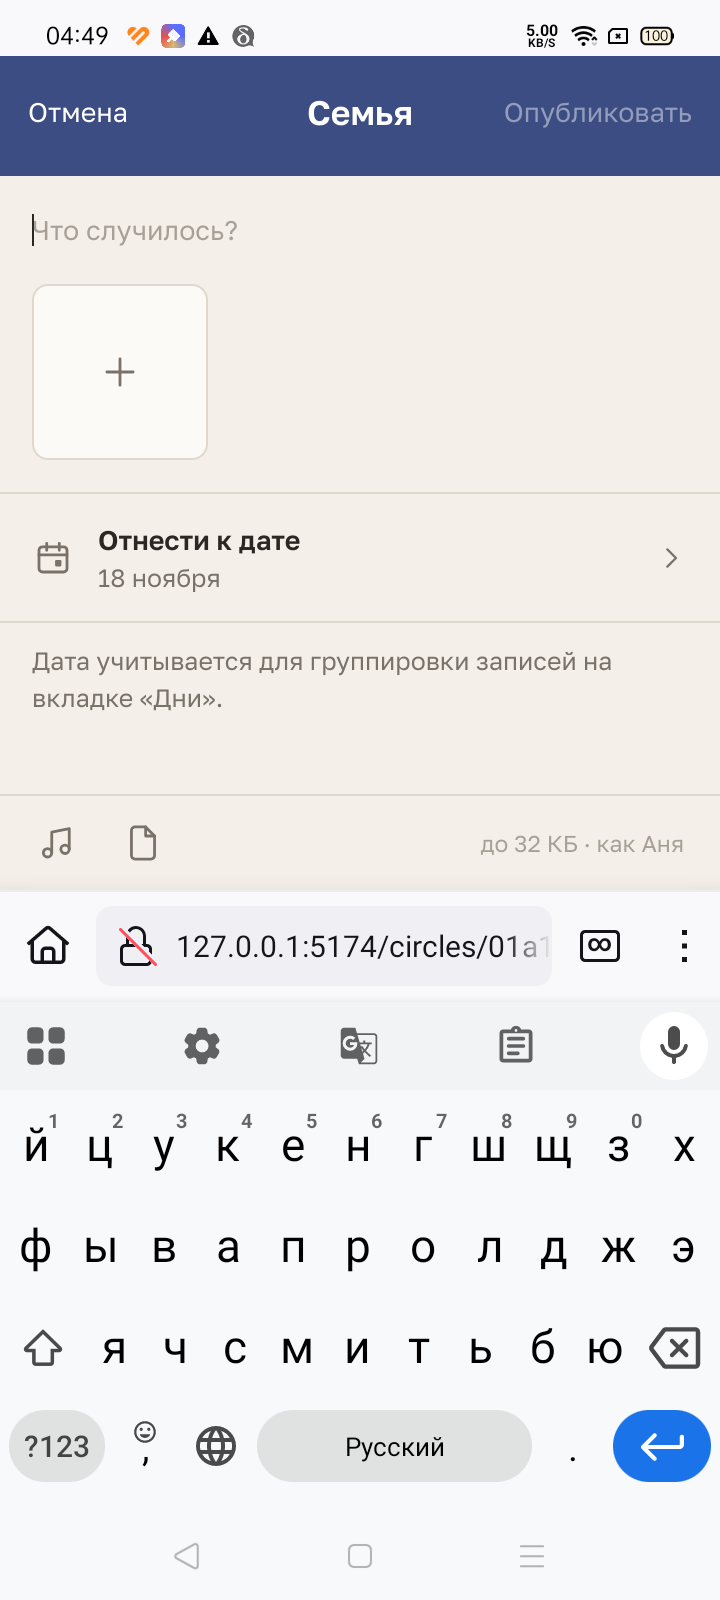 04:49
5.00
KB/S
100
Отмена
Семья
Опубликовать
Что случилось?
Отнести к дате
18 ноября
Дата учитывается для группировки записей на
вкладке «Дни».
до 32 КБ · как Аня
127.0.0.1:5174/circles/01a1
1 2 3 4 5 6 7 8 9 0
й ц у к е н г ш щ з х
ф ы в а п р о л д ж э
я ч с м и т ь б ю
?123 , Русский .